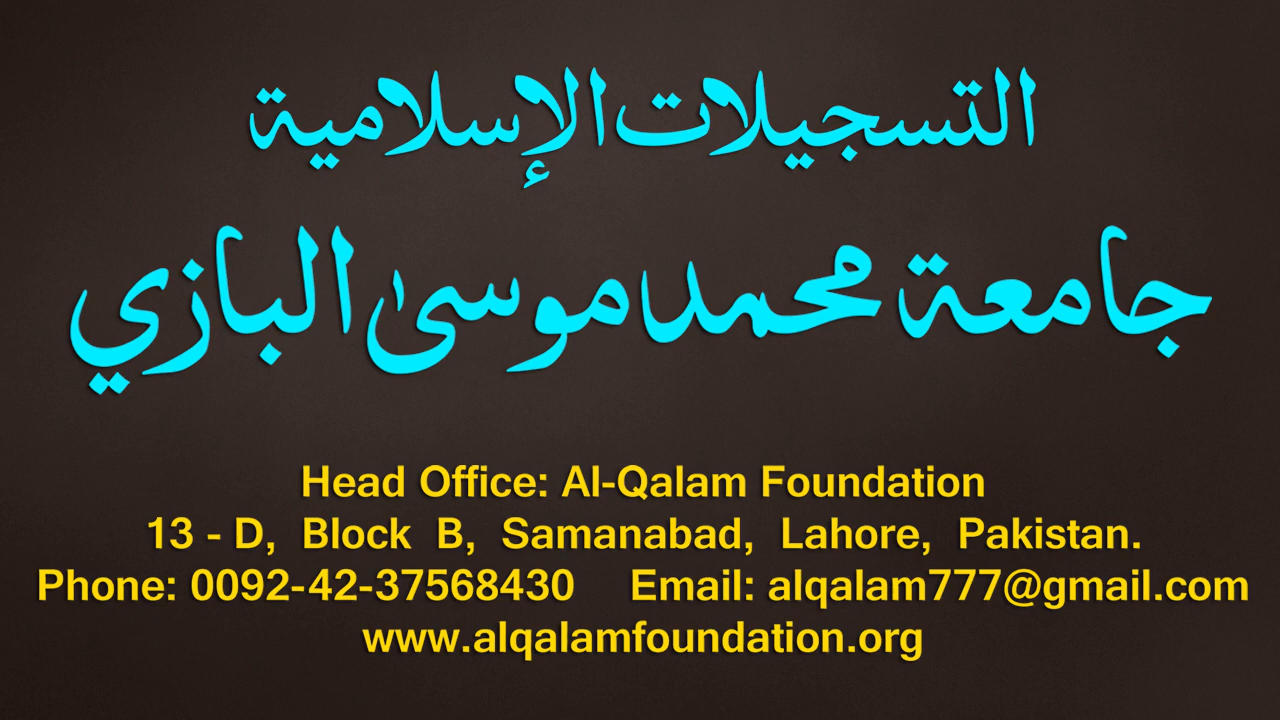 التسجيلات الإسلامية
جامعة محمد موسىٰ البازي
Head Office: Al-Qalam Foundation
13 - D, Block B, Samanabad, Lahore, Pakistan.
Phone: 0092-42-37568430 Email: alqalam777@gmail.com
www.alqalamfoundation.org